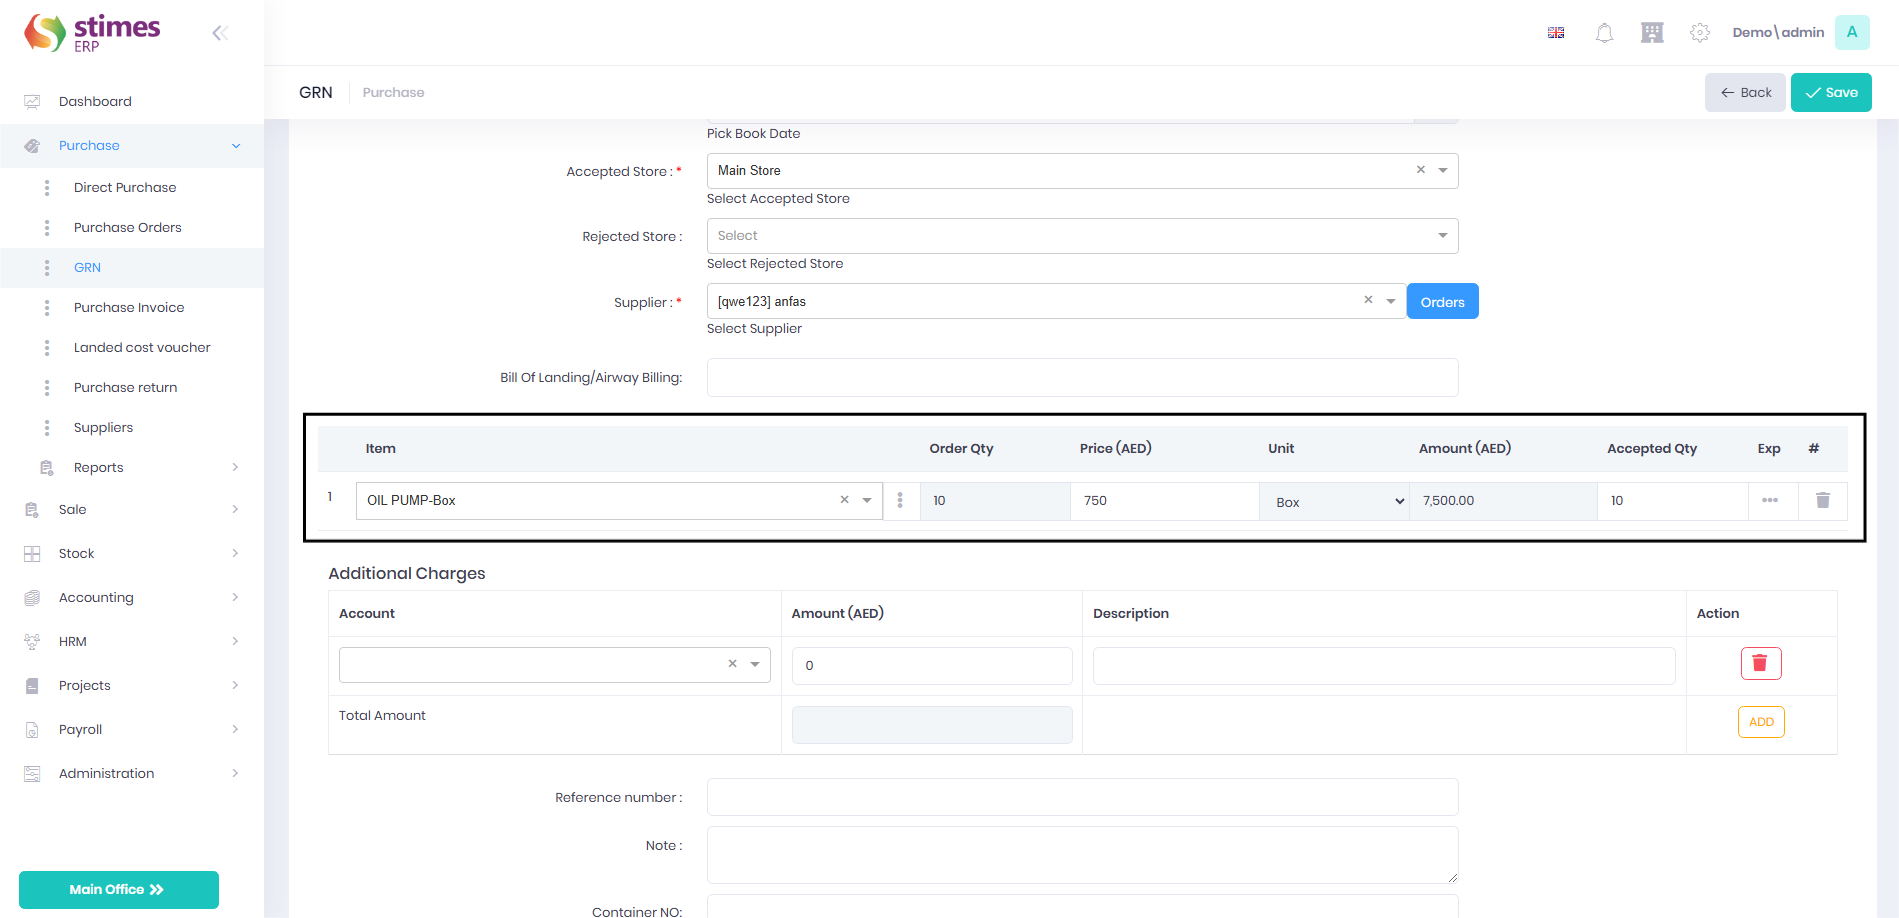 stimes
ERP
Demo\admin
A
GRN
Purchase
Back
Save
Dashboard
Purchase
Direct Purchase
Purchase Orders
GRN
Purchase Invoice
Landed cost voucher
Purchase return
Suppliers
Reports
Sale
Stock
Accounting
HRM
Projects
Payroll
Administration
Main Office
Pick Book Date
Accepted Store : *
Main Store
Select Accepted Store
Rejected Store :
Select
Select Rejected Store
Supplier : *
[qwe123] anfas
Orders
Select Supplier
Bill Of Landing/Airway Billing:
Item Order Qty Price (AED) Unit Amount (AED) Accepted Qty Exp #
1 OIL PUMP-Box 10 750 Box 7,500.00 10
Additional Charges
Account Amount (AED) Description Action
0
Total Amount
ADD
Reference number :
Note :
Container NO: